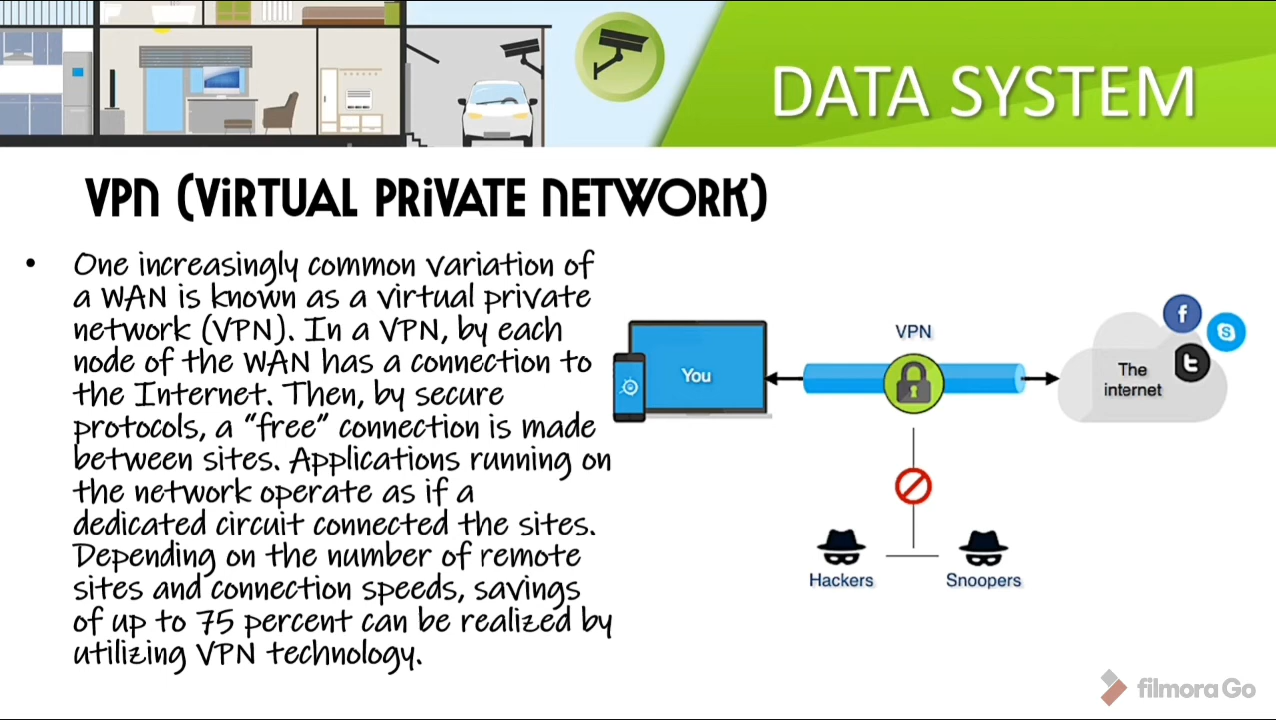 DATA SYSTEM
VPN (VIRTUAL PRIVATE NETWORK)
• One increasingly common variation of
a WAN is known as a virtual private
network (VPN). In a VPN, by each
node of the WAN has a connection to
the Internet. Then, by secure
protocols, a “free” connection is made
between sites. Applications running on
the network operate as if a
dedicated circuit connected the sites.
Depending on the number of remote
sites and connection speeds, savings
of up to 75 percent can be realized by
utilizing VPN technology.
VPN
You
The
internet
f
S
t
Hackers
Snoopers
filmora Go